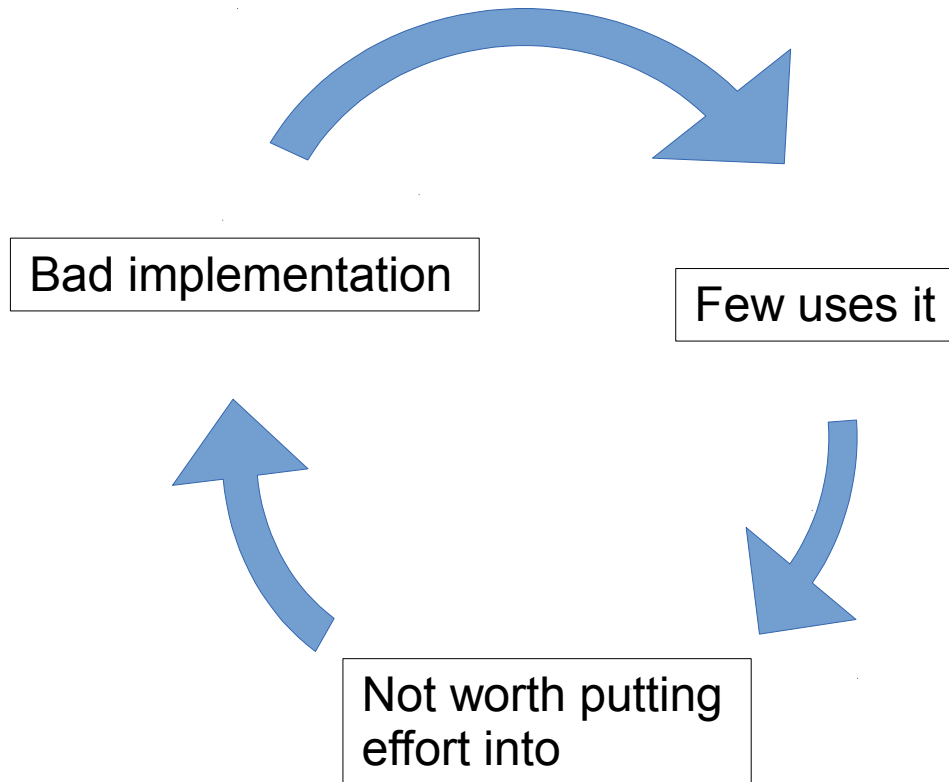 Bad implementation
Few uses it
Not worth putting
effort into